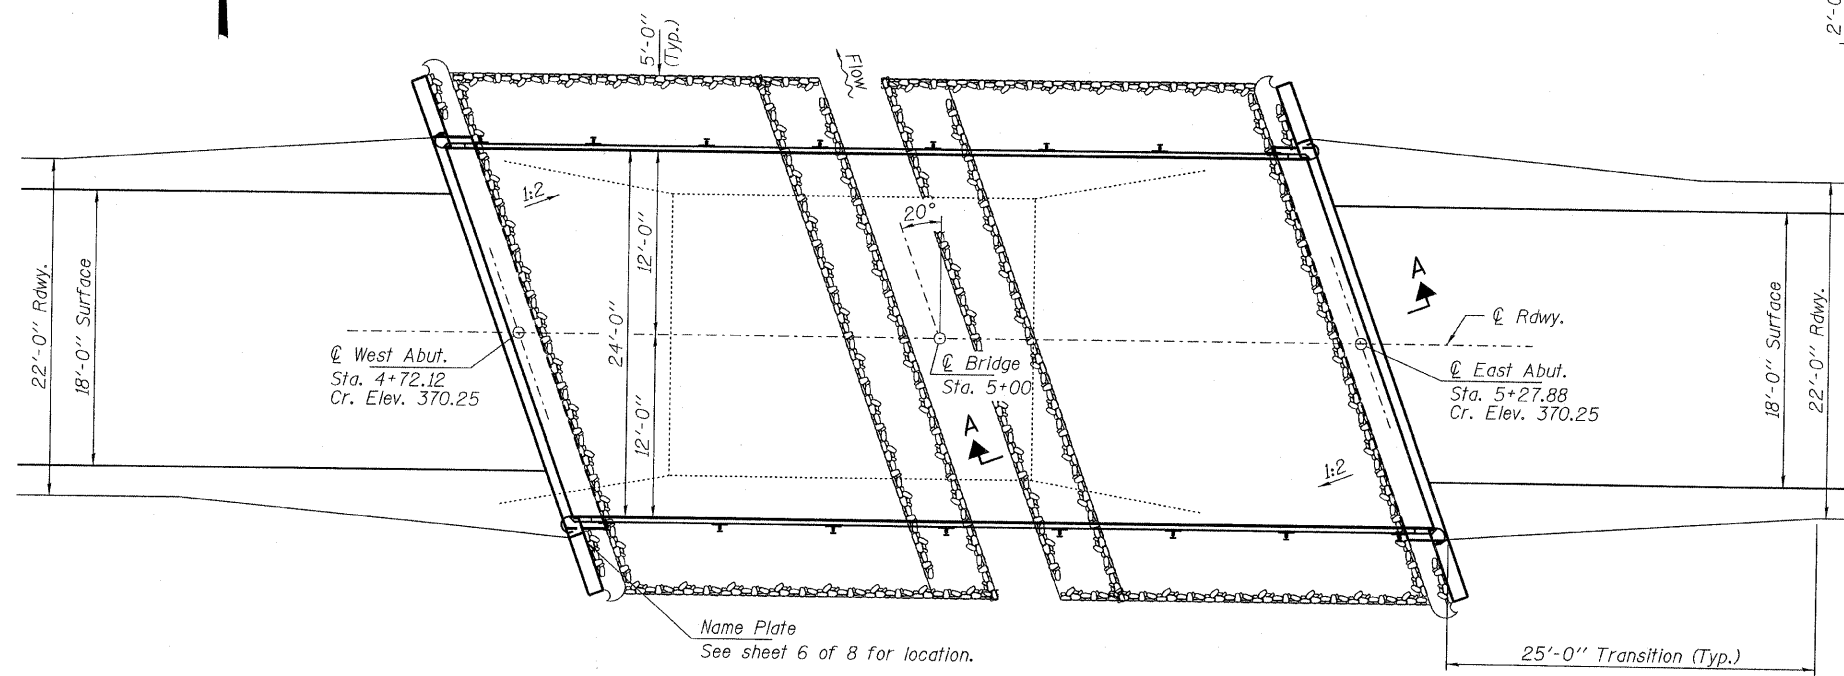 5'-0"
(Typ.)
Flow
2'-0
1:2
20°
12'-0"
24'-0"
12'-0"
22'-0" Rdwy.
18'-0" Surface
℄ West Abut.
Sta. 4+72.12
Cr. Elev. 370.25
℄ Bridge
Sta. 5+00
A
A
℄ Rdwy.
℄ East Abut.
Sta. 5+27.88
Cr. Elev. 370.25
18'-0" Surface
22'-0" Rdwy.
1:2
Name Plate
See sheet 6 of 8 for location.
25'-0" Transition (Typ.)